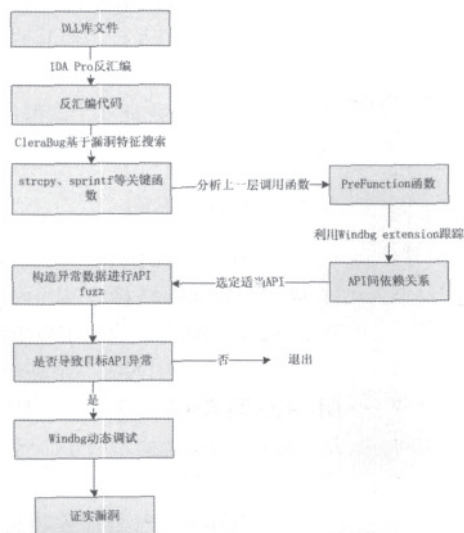 DLL库文件
IDA Pro反汇编
反汇编代码
CleraBug基于漏洞特征搜索
strcpy、sprintf等关键函
数
分析上一层调用函数
PreFunction函数
利用Windbg extension跟踪
构造异常数据进行API
fuzz
选定适当API
API间依赖关系
是否导致目标API异常
否
退出
是
Windbg动态调试
证实漏洞